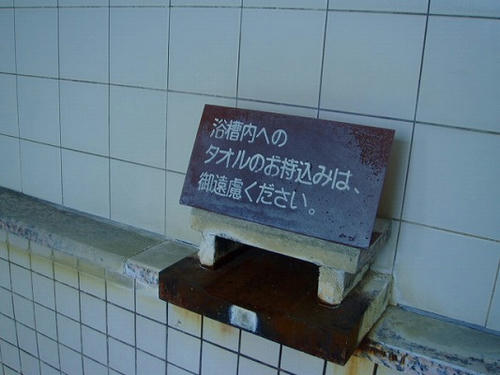 浴槽内への
タオルのお持込みは、
御遠慮ください。